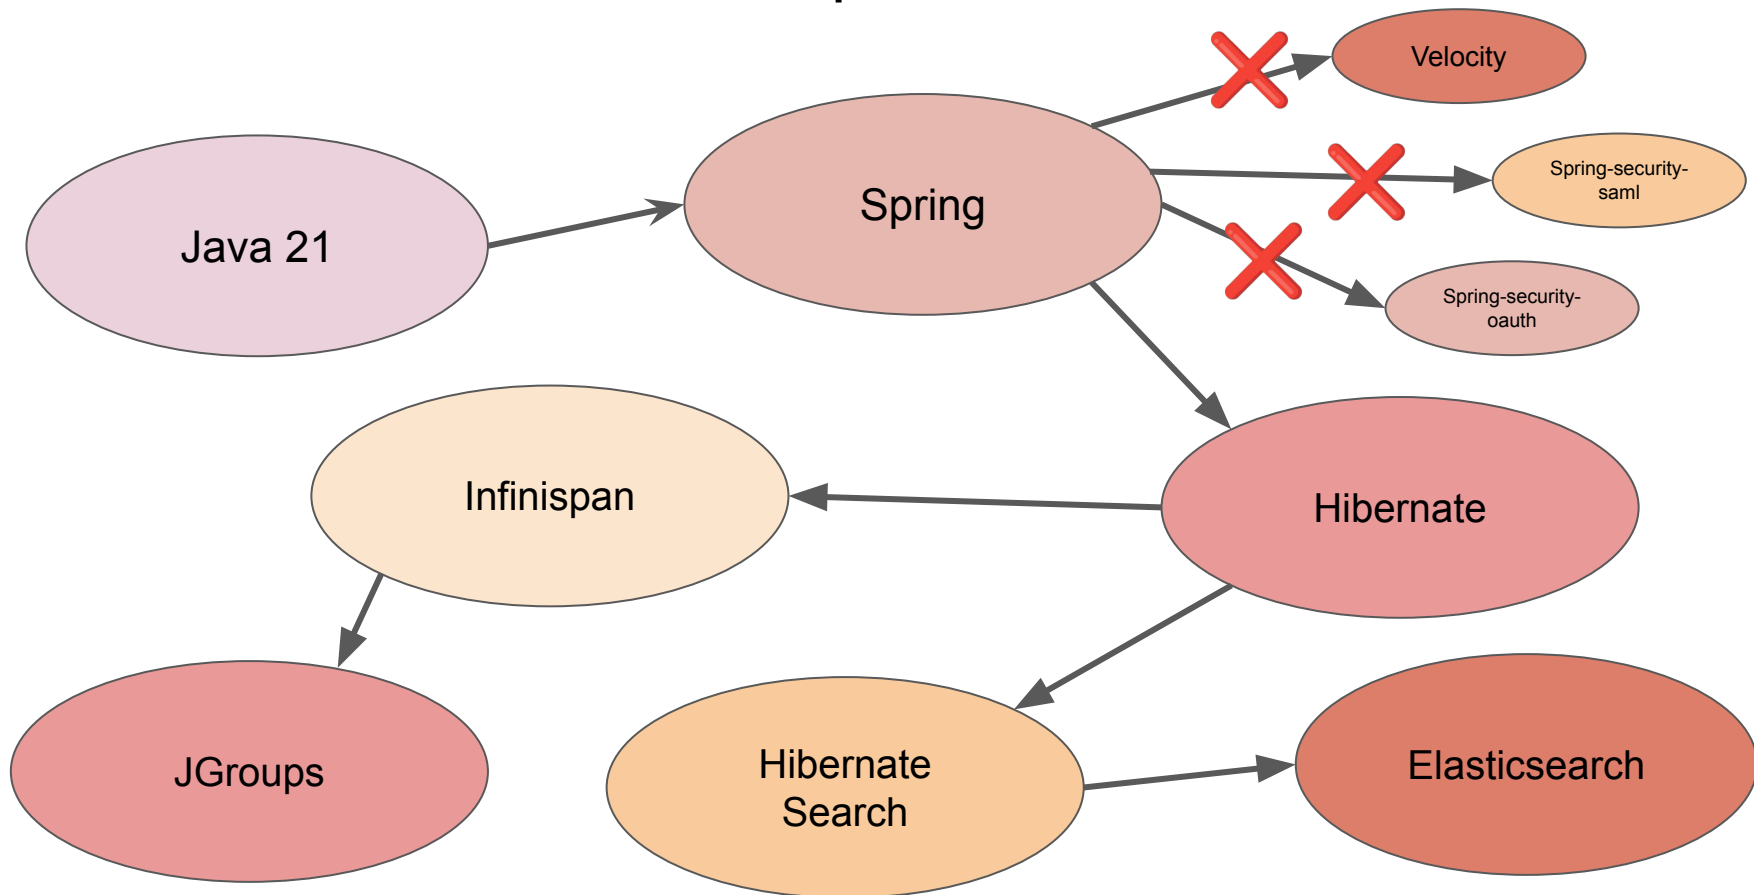 Velocity
Spring-security-
saml
Spring
Java 21
Spring-security-
oauth
Infinispan
Hibernate
JGroups
Hibernate
Search
Elasticsearch